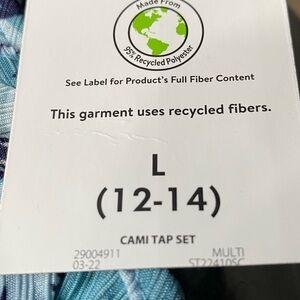 Made From
95% Recycled Polyester
See Label for Product's Full Fiber Content
This garment uses recycled fibers.
L
(12-14)
CAMI TAP SET
29004911 MULTI
03-22 ST22410SC